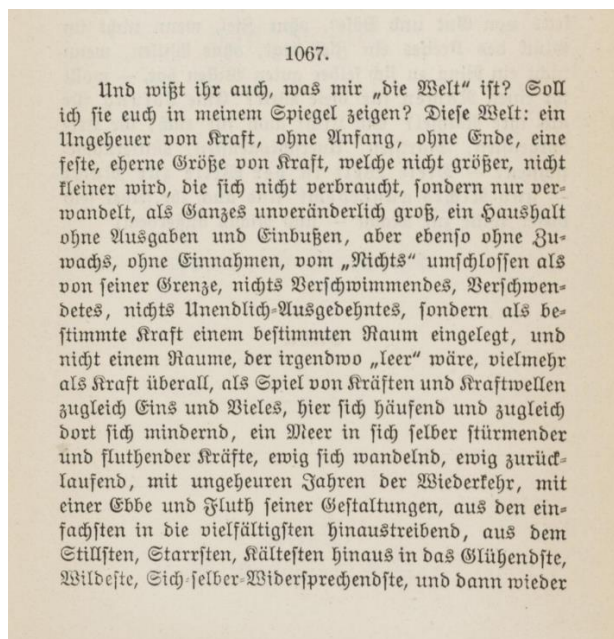 1067.
Und wißt ihr auch, was mir „die Welt“ ist? Soll
ich sie euch in meinem Spiegel zeigen? Diese Welt: ein
Ungeheuer von Kraft, ohne Anfang, ohne Ende, eine
feste, eherne Größe von Kraft, welche nicht größer, nicht
kleiner wird, die sich nicht verbraucht, sondern nur ver-
wandelt, als Ganzes unveränderlich groß, ein Haushalt
ohne Ausgaben und Einbußen, aber ebenso ohne Zu-
wachs, ohne Einnahmen, vom „Nichts“ umschlossen als
von seiner Grenze, nichts Verschwimmendes, Verschwen-
detes, nichts Unendlich-Ausgedehntes, sondern als be-
stimmte Kraft einem bestimmten Raum eingelegt, und
nicht einem Raume, der irgendwo „leer“ wäre, vielmehr
als Kraft überall, als Spiel von Kräften und Kraftwellen
zugleich Eins und Vieles, hier sich häufend und zugleich
dort sich mindernd, ein Meer in sich selber stürmender
und fluthender Kräfte, ewig sich wandelnd, ewig zurück-
laufend, mit ungeheuren Jahren der Wiederkehr, mit
einer Ebbe und Fluth seiner Gestaltungen, aus den ein-
fachsten in die vielfältigsten hinaustreibend, aus dem
Stillsten, Starrsten, Kältesten hinaus in das Glühendste,
Wildeste, Sich-selber-Widersprechendste, und dann wieder